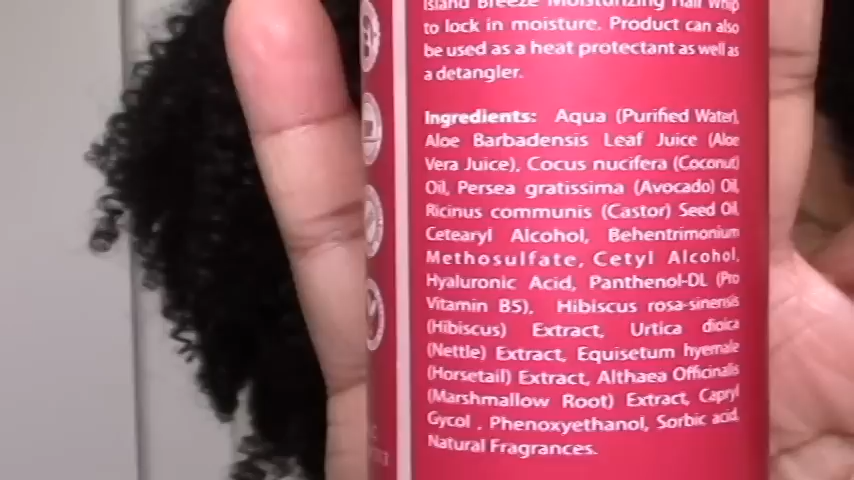 Island Breeze Moisturizing Hair Whip
to lock in moisture. Product can also
be used as a heat protectant as well as
a detangler.
Ingredients: Aqua (Purified Water),
Aloe Barbadensis Leaf Juice (Aloe
Vera Juice), Cocus nucifera (Coconut)
Oil, Persea gratissima (Avocado) Oil,
Ricinus communis (Castor) Seed Oil,
Cetearyl Alcohol, Behentrimonium
Methosulfate, Cetyl Alcohol,
Hyaluronic Acid, Panthenol-DL (Pro
Vitamin B5), Hibiscus rosa-sinensis
(Hibiscus) Extract, Urtica dioica
(Nettle) Extract, Equisetum hyemale
(Horsetail) Extract, Althaea Officinalis
(Marshmallow Root) Extract, Capryl
Gycol . Phenoxyethanol, Sorbic acid.
Natural Fragrances.